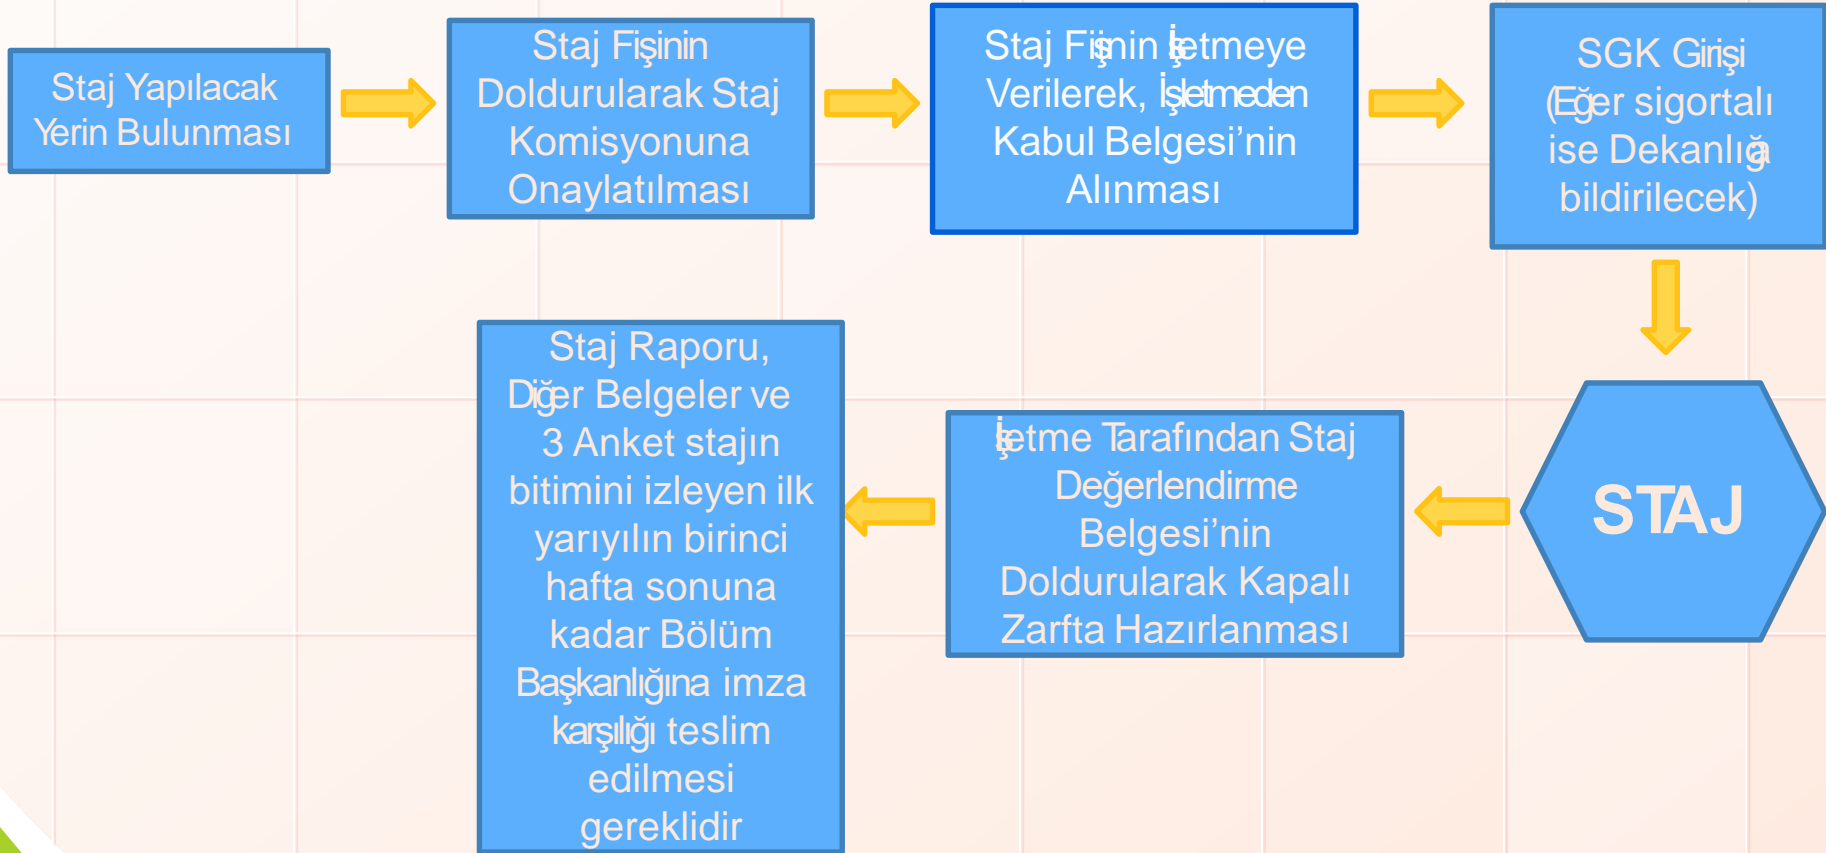 Staj Yapılacak
Yerin Bulunması
Staj Fişinin
Doldurularak Staj
Komisyonuna
Onaylatılması
Staj Fişinin İşletmeye
Verilerek, İşletmeden
Kabul Belgesi’nin
Alınması
SGK Girişi
(Eğer sigortalı
ise Dekanlığa
bildirilecek)
STAJ
İşletme Tarafından Staj
Değerlendirme
Belgesi’nin
Doldurularak Kapalı
Zarfta Hazırlanması
Staj Raporu,
Diğer Belgeler ve
3 Anket stajın
bitimini izleyen ilk
yarıyılın birinci
hafta sonuna
kadar Bölüm
Başkanlığına imza
karşılığı teslim
edilmesi
gereklidir